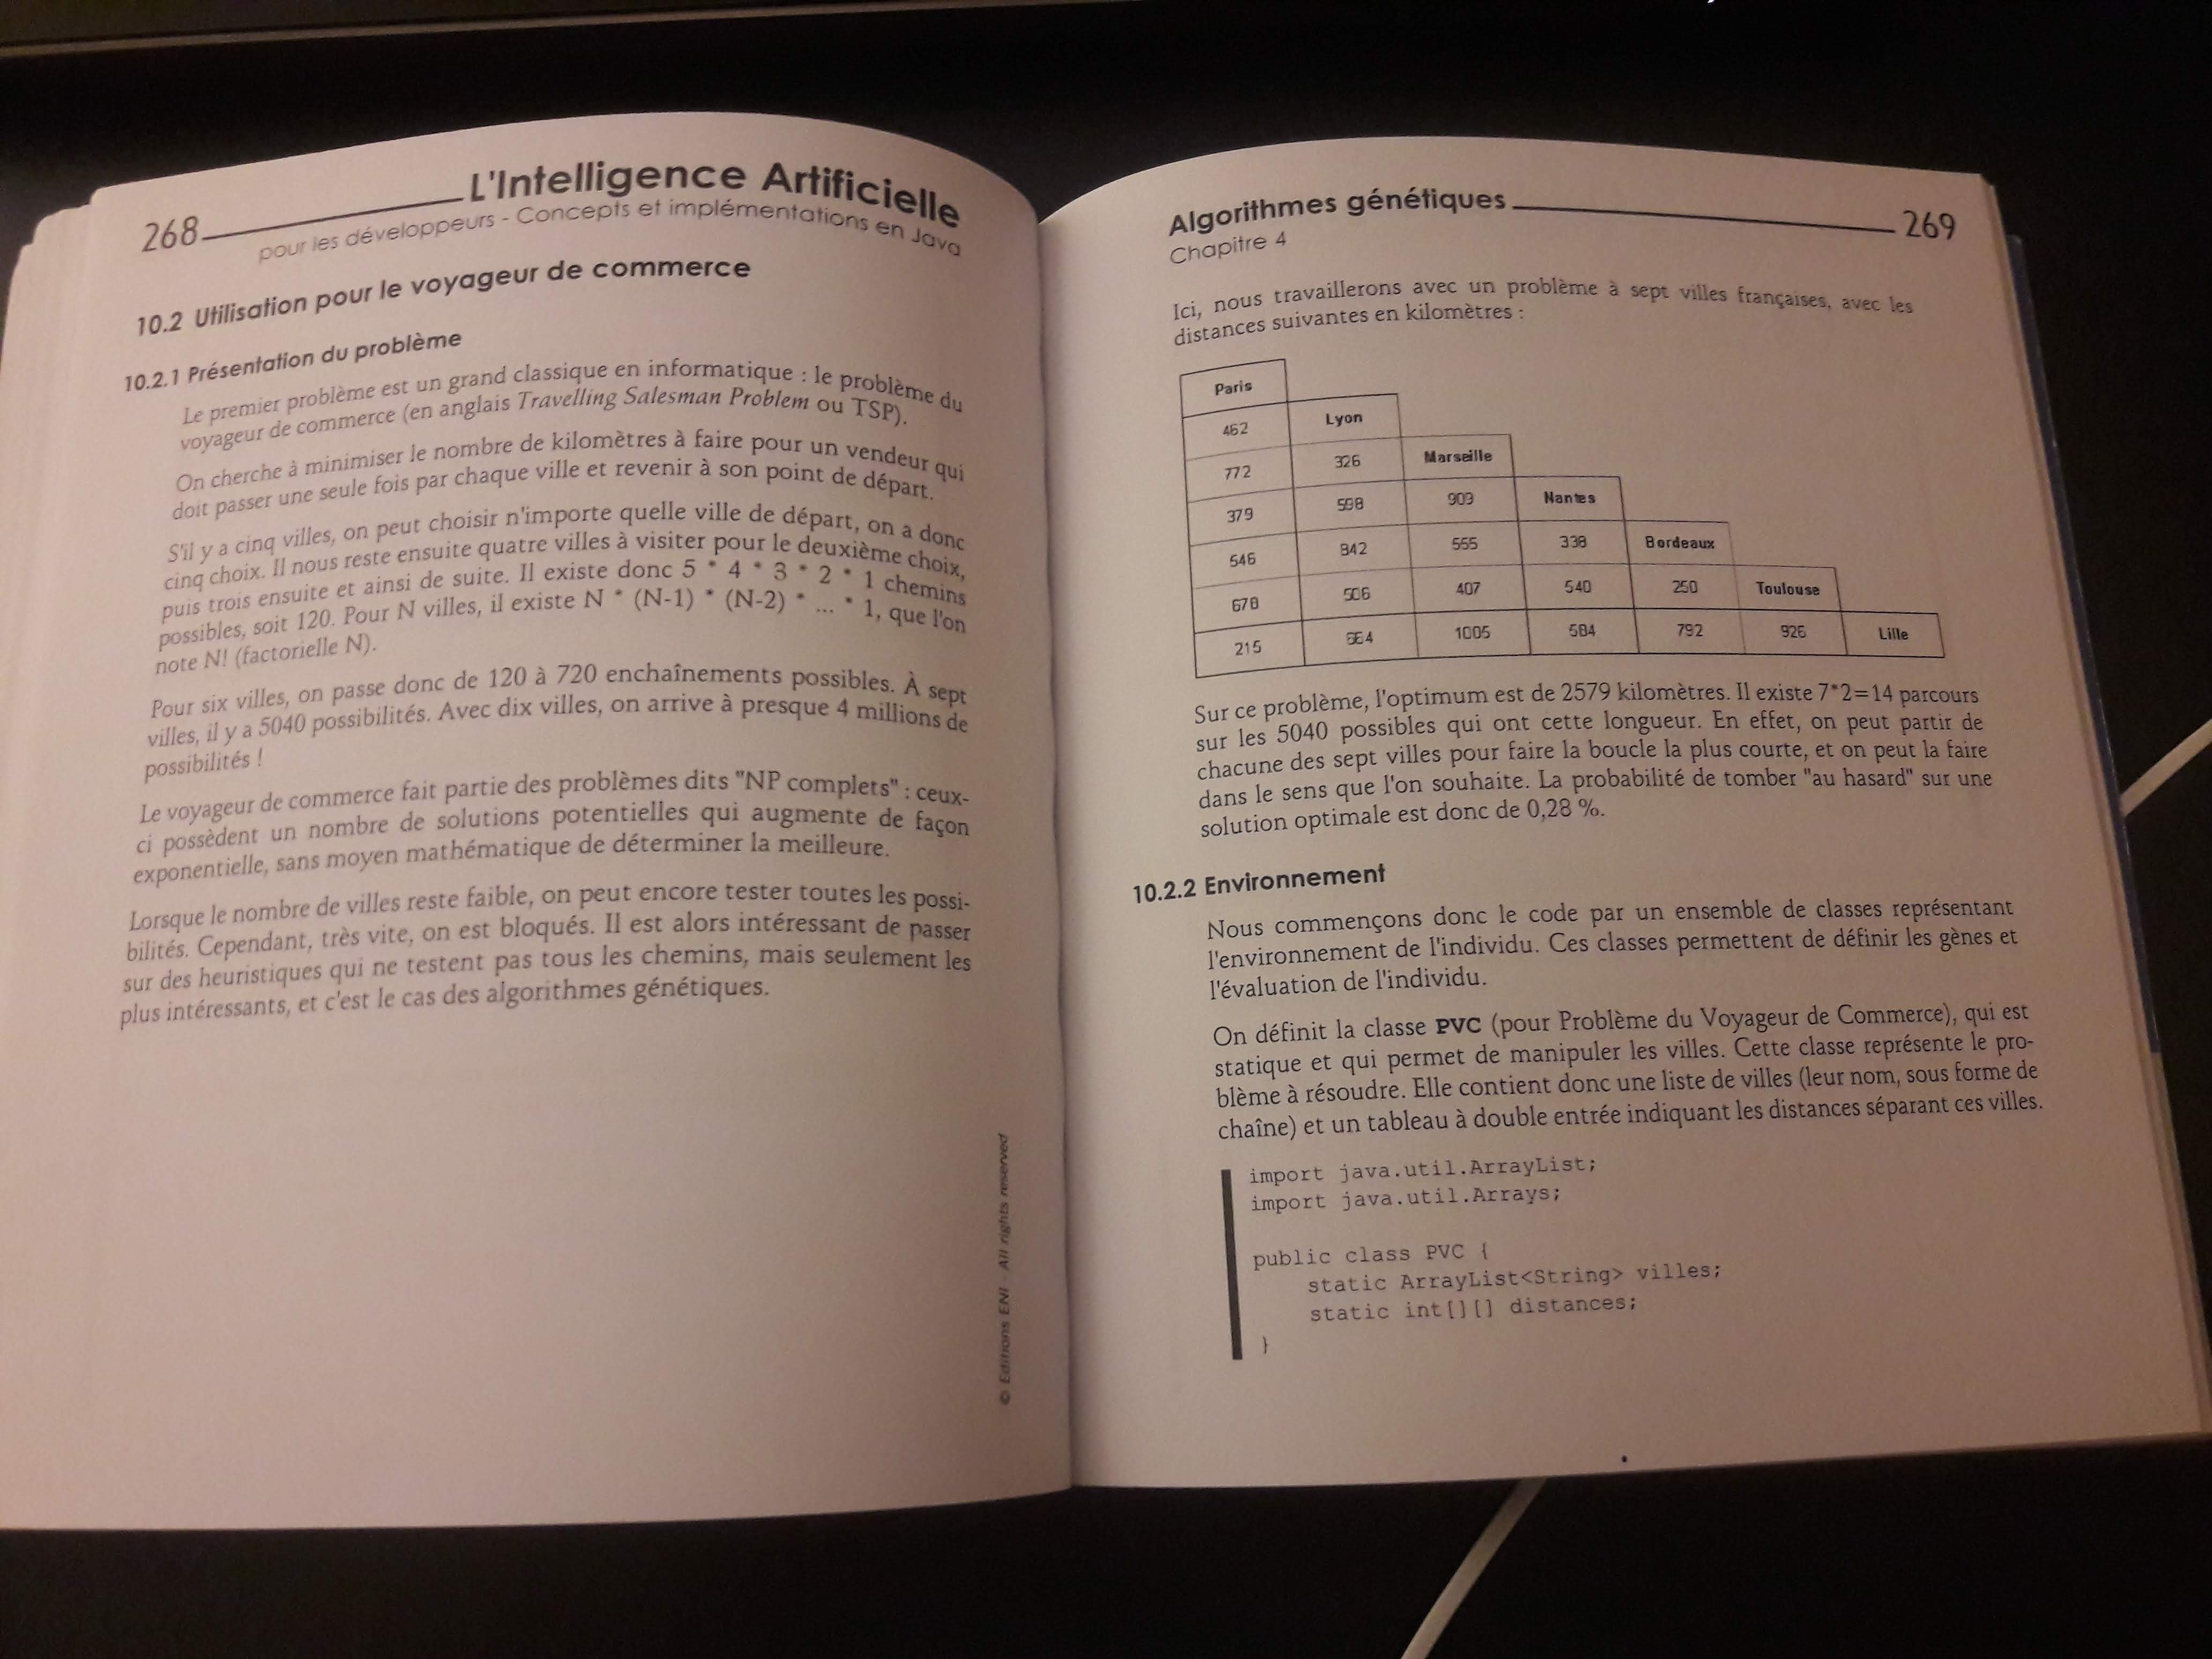 268
L'Intelligence Artificielle
pour les développeurs - Concepts et implémentations en Java
10.2 Utilisation pour le voyageur de commerce
10.2.1 Présentation du problème
Le premier problème est un grand classique en informatique : le problème du
voyageur de commerce (en anglais Travelling Salesman Problem ou TSP).
On cherche à minimiser le nombre de kilomètres à faire pour un vendeur qui
doit passer une seule fois par chaque ville et revenir à son point de départ.
S'il y a cinq villes, on peut choisir n'importe quelle ville de départ, on a donc
cinq choix. Il nous reste ensuite quatre villes à visiter pour le deuxième choix,
puis trois ensuite et ainsi de suite. Il existe donc 5 * 4 * 3 * 2 * 1 chemins
possibles, soit 120. Pour N villes, il existe N * (N-1) * (N-2) * ... * 1, que l'on
note N! (factorielle N).
Pour six villes, on passe donc de 120 à 720 enchaînements possibles. À sept
villes, il y a 5040 possibilités. Avec dix villes, on arrive à presque 4 millions de
possibilités !
Le voyageur de commerce fait partie des problèmes dits "NP complets" : ceux-
ci possèdent un nombre de solutions potentielles qui augmente de façon
exponentielle, sans moyen mathématique de déterminer la meilleure.
Lorsque le nombre de villes reste faible, on peut encore tester toutes les possi-
bilités. Cependant, très vite, on est bloqués. Il est alors intéressant de passer
sur des heuristiques qui ne testent pas tous les chemins, mais seulement les
plus intéressants, et c'est le cas des algorithmes génétiques.
© Editions ENI - All rights reserved
Algorithmes génétiques
269
Chapitre 4
Ici, nous travaillerons avec un problème à sept villes françaises, avec les
distances suivantes en kilomètres :
Paris
462 Lyon
772 326 Marseille
379 598 909 Nantes
546 842 555 338 Bordeaux
678 506 407 540 250 Toulouse
215 664 1005 584 792 926 Lille
Sur ce problème, l'optimum est de 2579 kilomètres. Il existe 7*2=14 parcours
sur les 5040 possibles qui ont cette longueur. En effet, on peut partir de
chacune des sept villes pour faire la boucle la plus courte, et on peut la faire
dans le sens que l'on souhaite. La probabilité de tomber "au hasard" sur une
solution optimale est donc de 0,28 %.
10.2.2 Environnement
Nous commençons donc le code par un ensemble de classes représentant
l'environnement de l'individu. Ces classes permettent de définir les gènes et
l'évaluation de l'individu.
On définit la classe PVC (pour Problème du Voyageur de Commerce), qui est
statique et qui permet de manipuler les villes. Cette classe représente le pro-
blème à résoudre. Elle contient donc une liste de villes (leur nom, sous forme de
chaîne) et un tableau à double entrée indiquant les distances séparant ces villes.
import java.util.ArrayList;
import java.util.Arrays;
public class PVC {
static ArrayList<String> villes;
static int[][] distances;
}